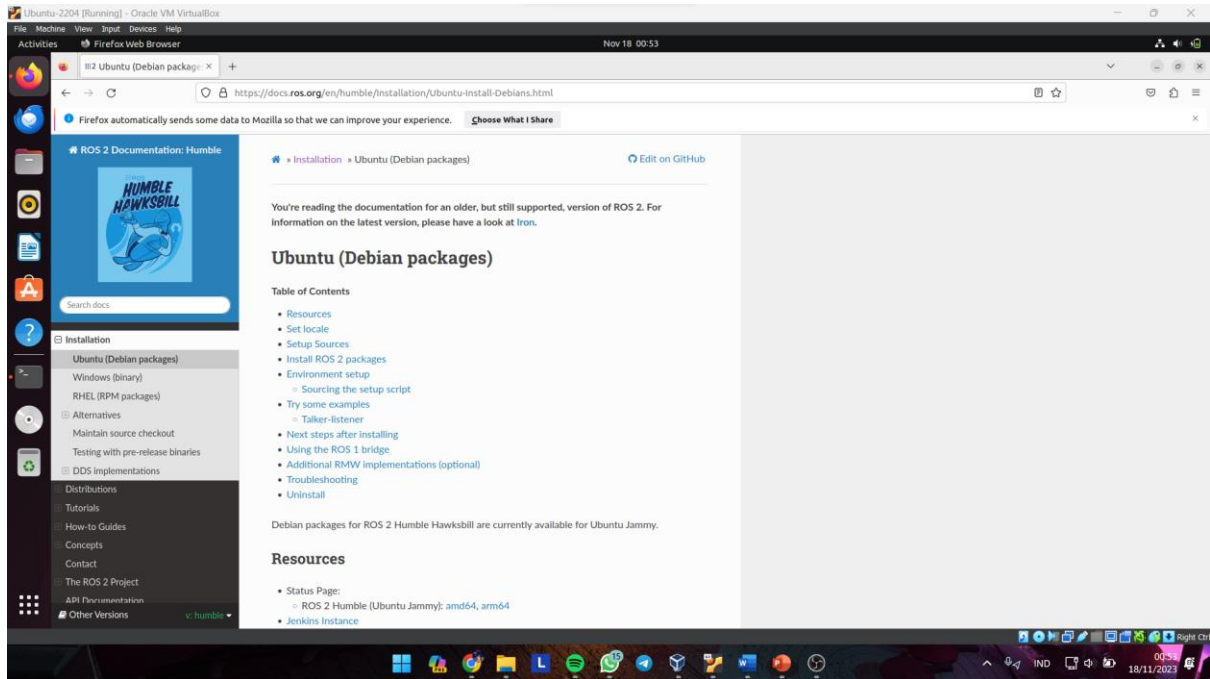 Ubuntu-2204 [Running] - Oracle VM VirtualBox
File Machine View Input Devices Help
Activities Firefox Web Browser Nov 18 00:53
Ubuntu (Debian package
https://docs.ros.org/en/humble/Installation/Ubuntu-Install-Debians.html
Firefox automatically sends some data to Mozilla so that we can improve your experience. Choose What I Share
ROS 2 Documentation: Humble
HUMBLE
HAWKSBILL
Search docs
Installation
Ubuntu (Debian packages)
Windows (binary)
RHEL (RPM packages)
Alternatives
Maintain source checkout
Testing with pre-release binaries
DDS implementations
Distributions
Tutorials
How-to Guides
Concepts
Contact
The ROS 2 Project
API Documentation
Other Versions v: humble
» Installation » Ubuntu (Debian packages) Edit on GitHub
You're reading the documentation for an older, but still supported, version of ROS 2. For
information on the latest version, please have a look at Iron.
Ubuntu (Debian packages)
Table of Contents
• Resources
• Set locale
• Setup Sources
• Install ROS 2 packages
• Environment setup
◦ Sourcing the setup script
• Try some examples
◦ Talker-listener
• Next steps after installing
• Using the ROS 1 bridge
• Additional RMW implementations (optional)
• Troubleshooting
• Uninstall
Debian packages for ROS 2 Humble Hawksbill are currently available for Ubuntu Jammy.
Resources
• Status Page:
◦ ROS 2 Humble (Ubuntu Jammy): amd64, arm64
• Jenkins Instance
Right Ctrl
15
IND
00:53
18/11/2023